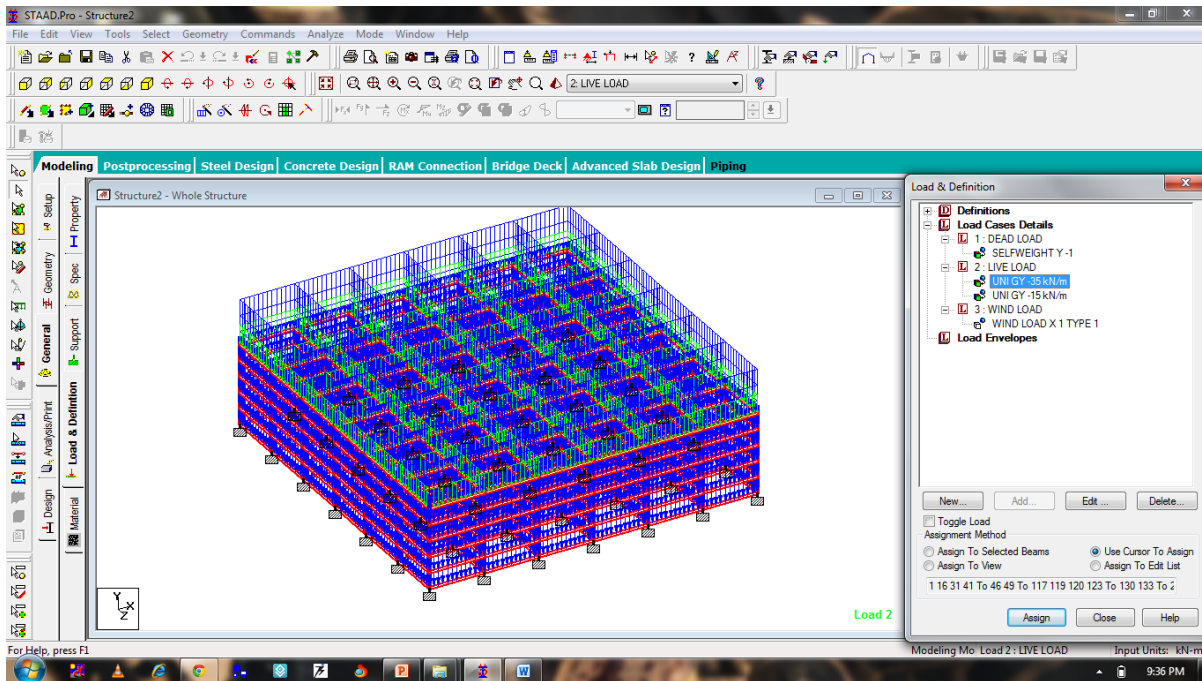 STAAD.Pro - Structure2
File Edit View Tools Select Geometry Commands Analyze Mode Window Help
2: LIVE LOAD
Modeling Postprocessing Steel Design Concrete Design RAM Connection Bridge Deck Advanced Slab Design Piping
Setup
Geometry
General
Analysis/Print
Design
Property
Spec
Support
Load & Definition
Material
Structure2 - Whole Structure
Y
X
Z
Load 2
Load & Definition
Definitions
Load Cases Details
1 : DEAD LOAD
SELFWEIGHT Y -1
2 : LIVE LOAD
UNI GY -35 kN/m
UNI GY -15 kN/m
3 : WIND LOAD
WIND LOAD X 1 TYPE 1
Load Envelopes
New... Add... Edit ... Delete...
Toggle Load
Assignment Method
Assign To Selected Beams Use Cursor To Assign
Assign To View Assign To Edit List
1 16 31 41 To 46 49 To 117 119 120 123 To 130 133 To 2
Assign Close Help
For Help, press F1 Modeling Mo Load 2 : LIVE LOAD Input Units: kN-m
9:36 PM